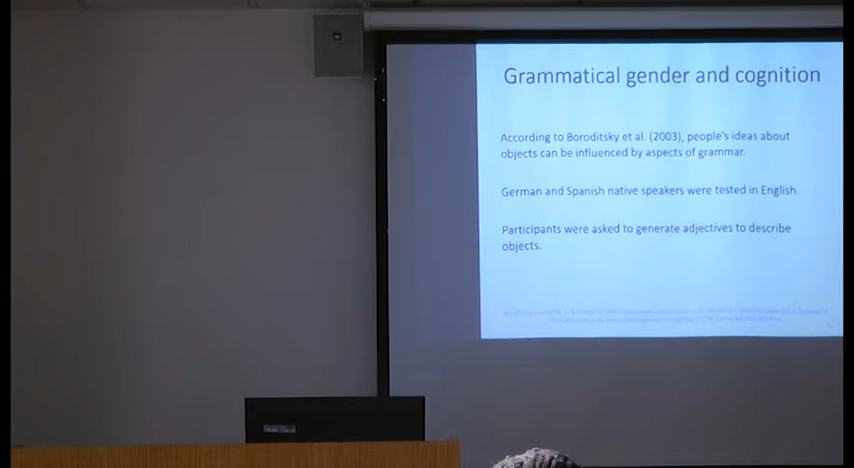 Grammatical gender and cognition
According to Boroditsky et al. (2003), people's ideas about
objects can be influenced by aspects of grammar.
German and Spanish native speakers were tested in English.
Participants were asked to generate adjectives to describe
objects.